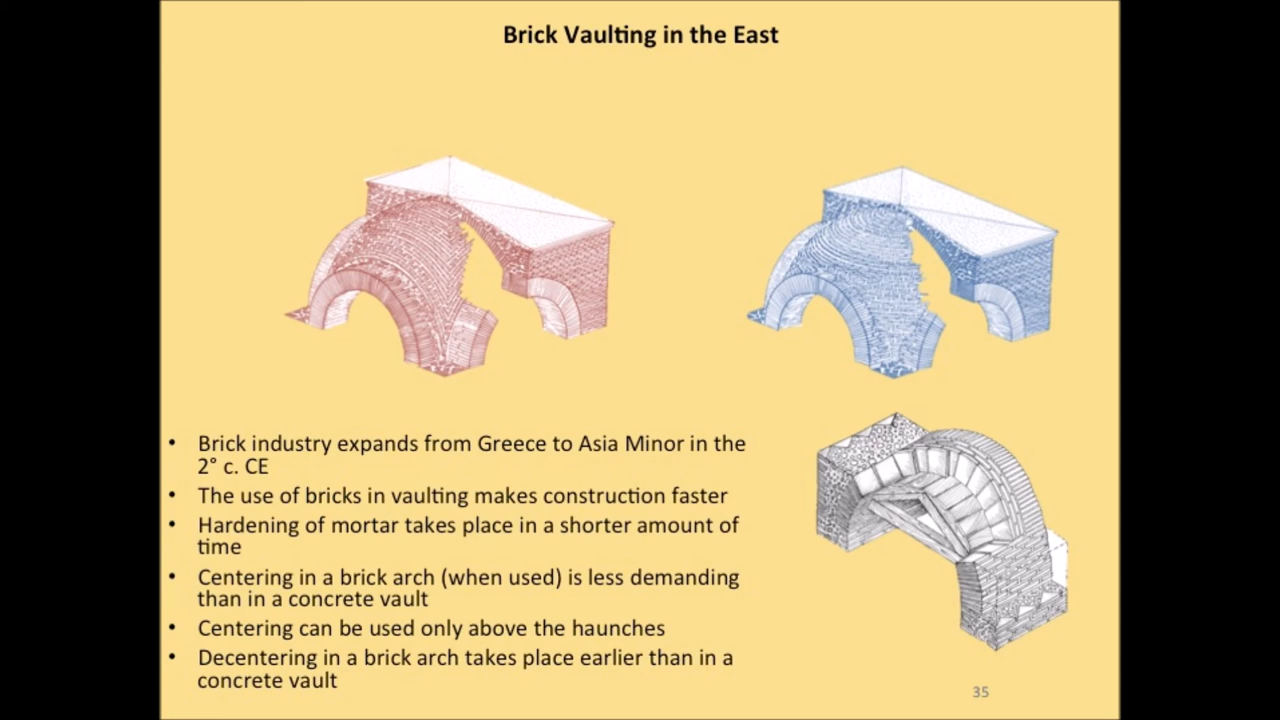 Brick Vaulting in the East
• Brick industry expands from Greece to Asia Minor in the
2° c. CE
• The use of bricks in vaulting makes construction faster
• Hardening of mortar takes place in a shorter amount of
time
• Centering in a brick arch (when used) is less demanding
than in a concrete vault
• Centering can be used only above the haunches
• Decentering in a brick arch takes place earlier than in a
concrete vault
35